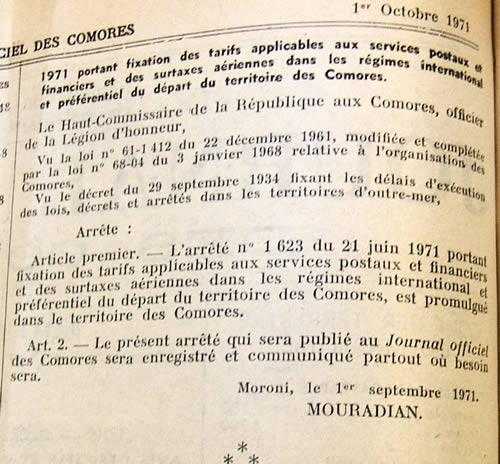 1er Octobre 1971
CIEL DES COMORES
1971 portant fixation des tarifs applicables aux services postaux et
financiers et des surtaxes aériennes dans les régimes international
et préférentiel du départ du territoire des Comores.
Le Haut-Commissaire de la République aux Comores, officier
de la Légion d'honneur,
Vu la loi n° 61-1 412 du 22 décembre 1961, modifiée et complétée
par la loi n° 68-04 du 3 janvier 1968 relative à l'organisation des
Comores,
Vu le décret du 29 septembre 1934 fixant les délais d'exécution
des lois, décrets et arrêtés dans les territoires d'outre-mer,
Arrête :
Article premier. — L'arrêté n° 1 623 du 21 juin 1971 portant
fixation des tarifs applicables aux services postaux et financiers
et des surtaxes aériennes dans les régimes international et
préférentiel du départ du territoire des Comores, est promulgué
dans le territoire des Comores.
Art. 2. — Le présent arrêté qui sera publié au Journal officiel
des Comores sera enregistré et communiqué partout où besoin
sera.
Moroni, le 1er septembre 1971.
MOURADIAN.